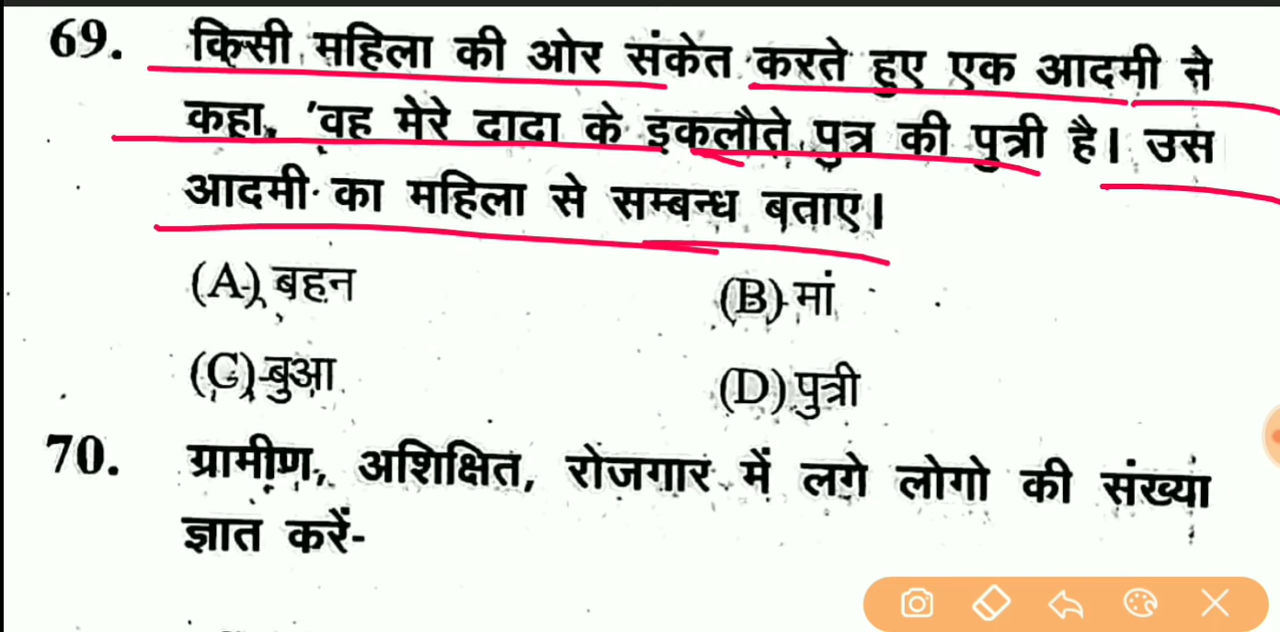 69. किसी महिला की ओर संकेत करते हुए एक आदमी ने
कहा, 'वह मेरे दादा के इकलौते पुत्र की पुत्री है। उस
आदमी का महिला से सम्बन्ध बताए।
(A) बहन (B) मां
(C) बुआ (D) पुत्री
70. ग्रामीण, अशिक्षित, रोजगार में लगे लोगो की संख्या
ज्ञात करें-